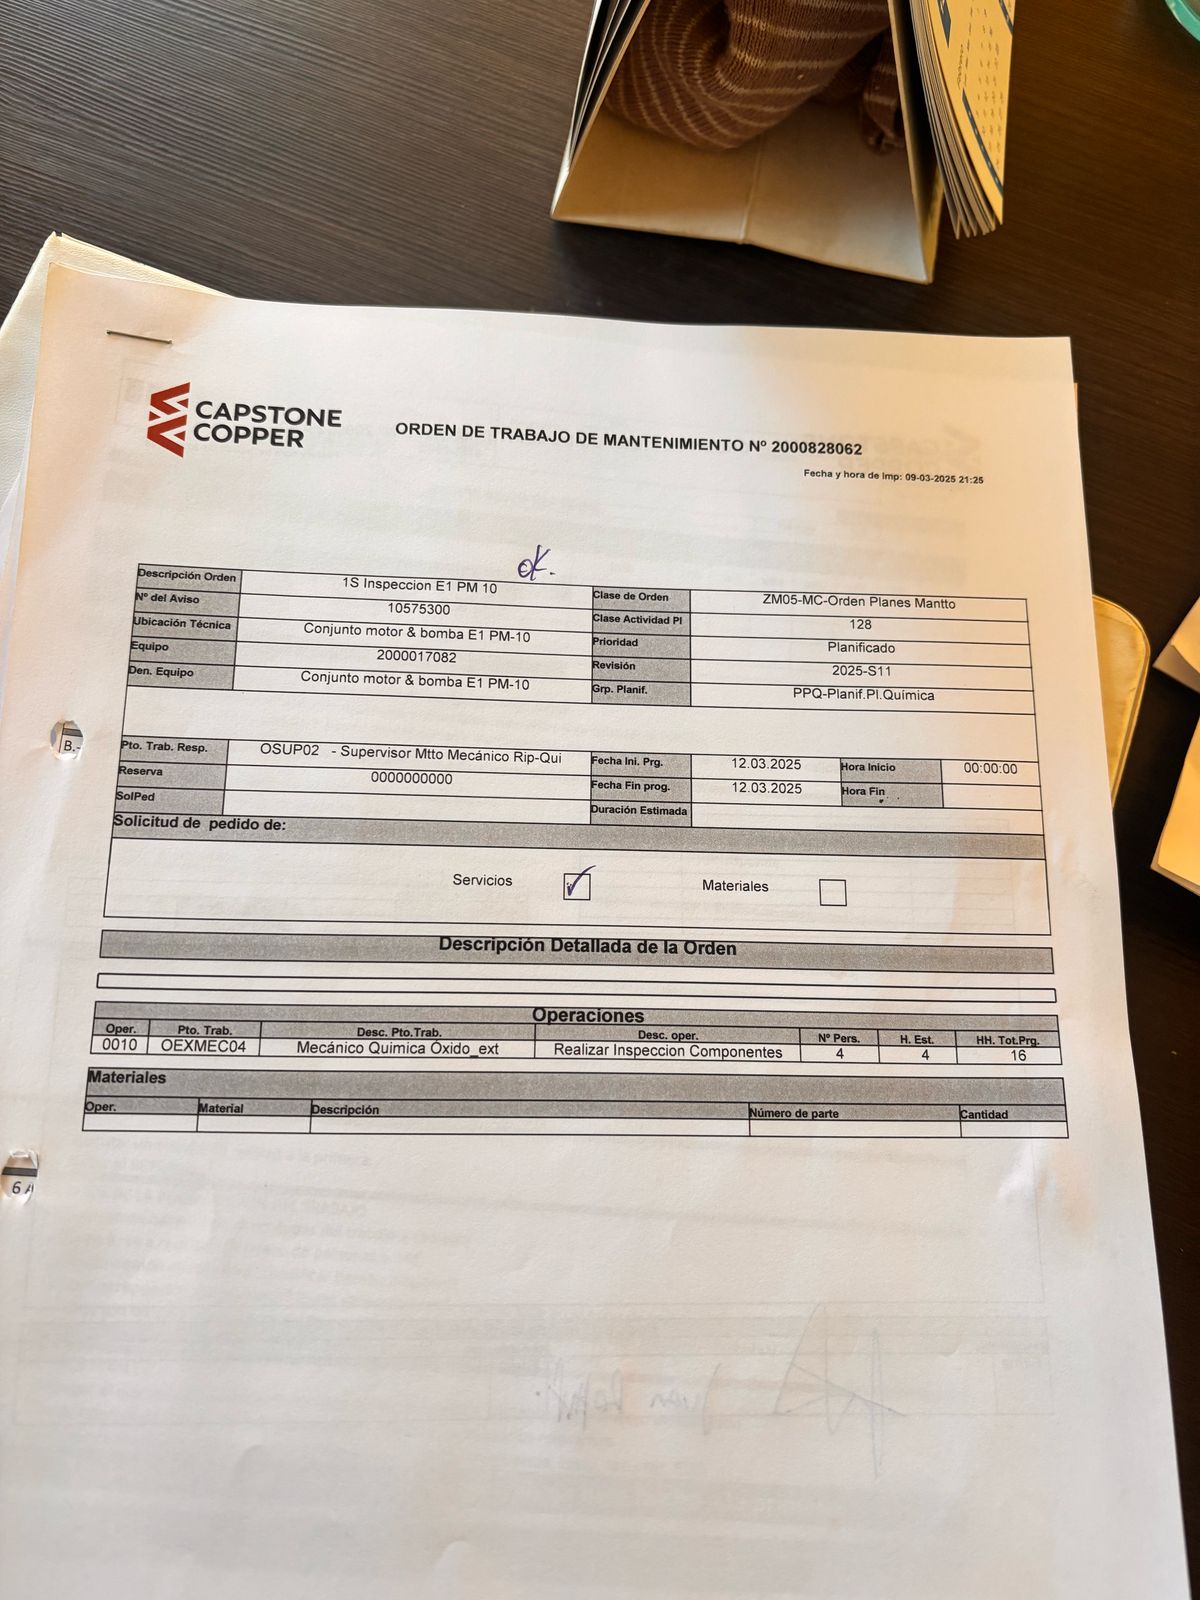 CAPSTONE
COPPER
ORDEN DE TRABAJO DE MANTENIMIENTO Nº 2000828062
Fecha y hora de Imp: 09-03-2025 21:25
ok.
Descripción Orden 1S Inspeccion E1 PM 10 Clase de Orden ZM05-MC-Orden Planes Mantto
Nº del Aviso 10575300 Clase Actividad Pl 128
Ubicación Técnica Conjunto motor & bomba E1 PM-10 Prioridad Planificado
Equipo 2000017082 Revisión 2025-S11
Den. Equipo Conjunto motor & bomba E1 PM-10 Grp. Planif. PPQ-Planif.Pl.Química
B.-
Pto. Trab. Resp. OSUP02 - Supervisor Mtto Mecánico Rip-Qui Fecha Ini. Prg. 12.03.2025 Hora Inicio 00:00:00
Reserva 0000000000 Fecha Fin prog. 12.03.2025 Hora Fin
SolPed Duración Estimada
Solicitud de pedido de:
Servicios Materiales
Descripción Detallada de la Orden
Operaciones
Oper. Pto. Trab. Desc. Pto.Trab. Desc. oper. Nº Pers. H. Est. HH. Tot.Prg.
0010 OEXMEC04 Mecánico Quimica Óxido_ext Realizar Inspeccion Componentes 4 4 16
Materiales
Oper. Material Descripción Número de parte Cantidad
6